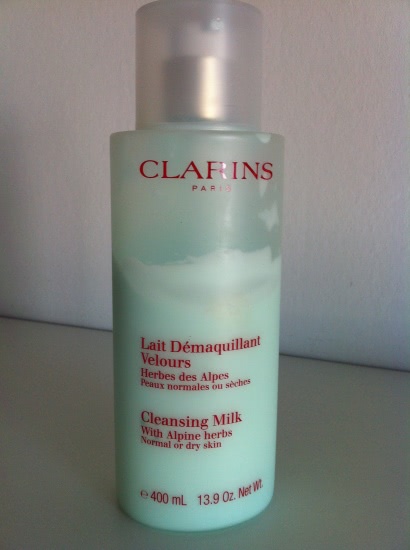 CLARINS
PARIS
Lait Démaquillant
Velours
Herbes des Alpes
Peaux normales ou sèches
Cleansing Milk
With Alpine herbs
Normal or dry skin
℮ 400 mL 13.9 Oz. Net Wt.